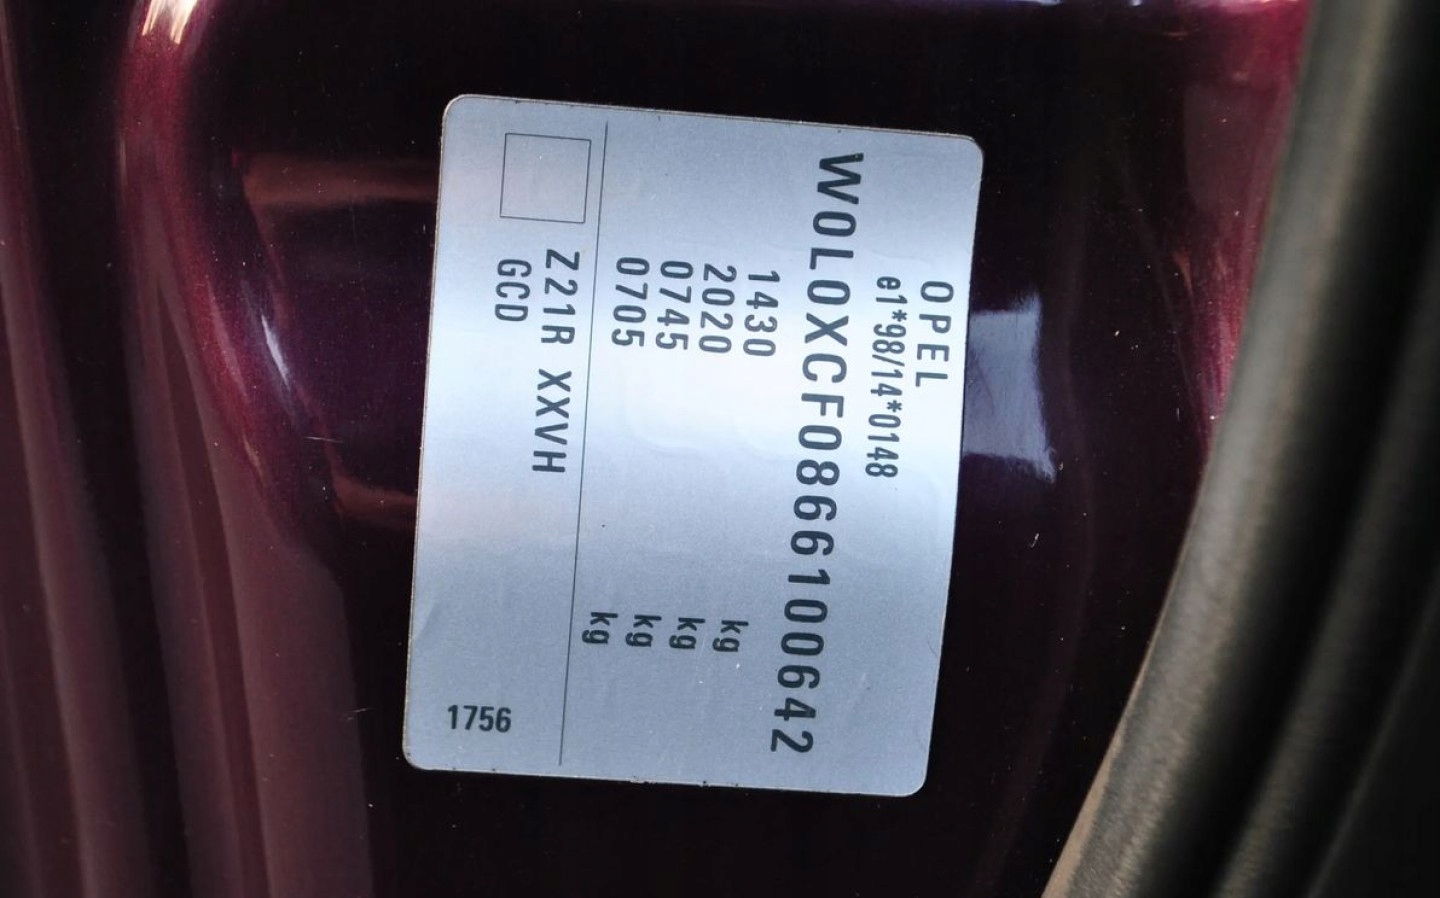 OPEL
e1*98/14*0148
W0L0XCF0866100642
1430 kg
2020 kg
0745 kg
0705 kg
Z21R XXVH
GCD
1756